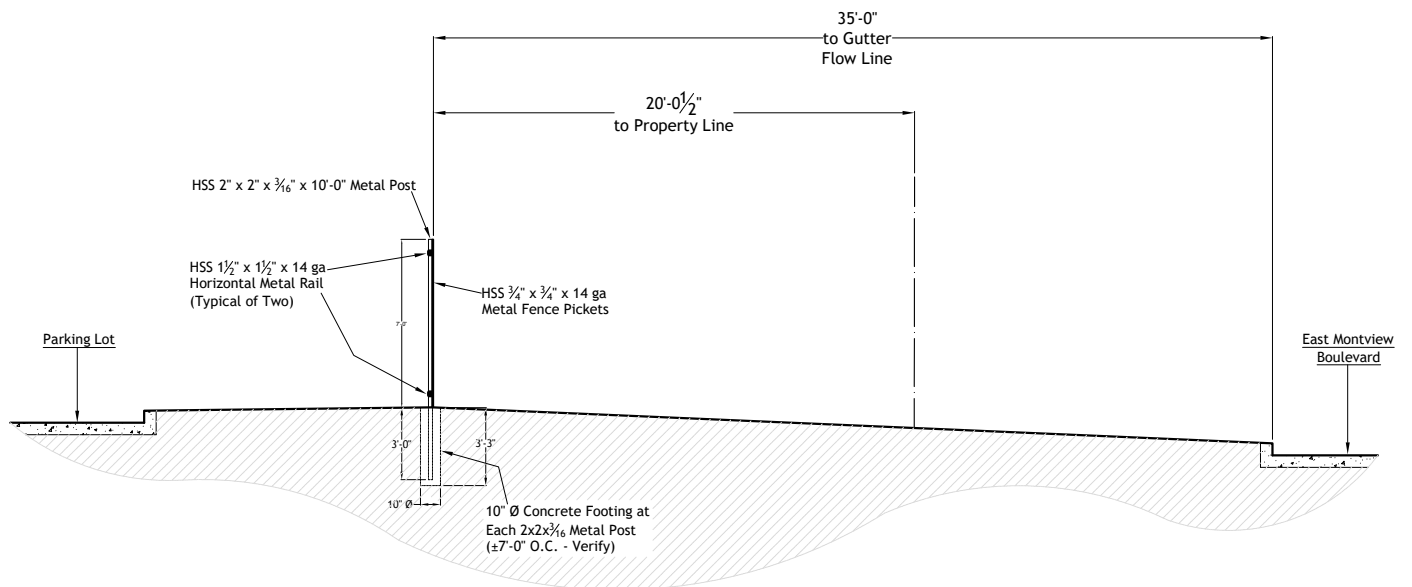 35'-0"
to Gutter
Flow Line
20'-0½"
to Property Line
HSS 2" x 2" x 3⁄16" x 10'-0" Metal Post
HSS 1½" x 1½" x 14 ga
Horizontal Metal Rail
(Typical of Two)
HSS ¾" x ¾" x 14 ga
Metal Fence Pickets
7'-0"
Parking Lot
East Montview
Boulevard
3'-0"
3'-3"
10" Ø
10" Ø Concrete Footing at
Each 2x2x3⁄16 Metal Post
(±7'-0" O.C. - Verify)